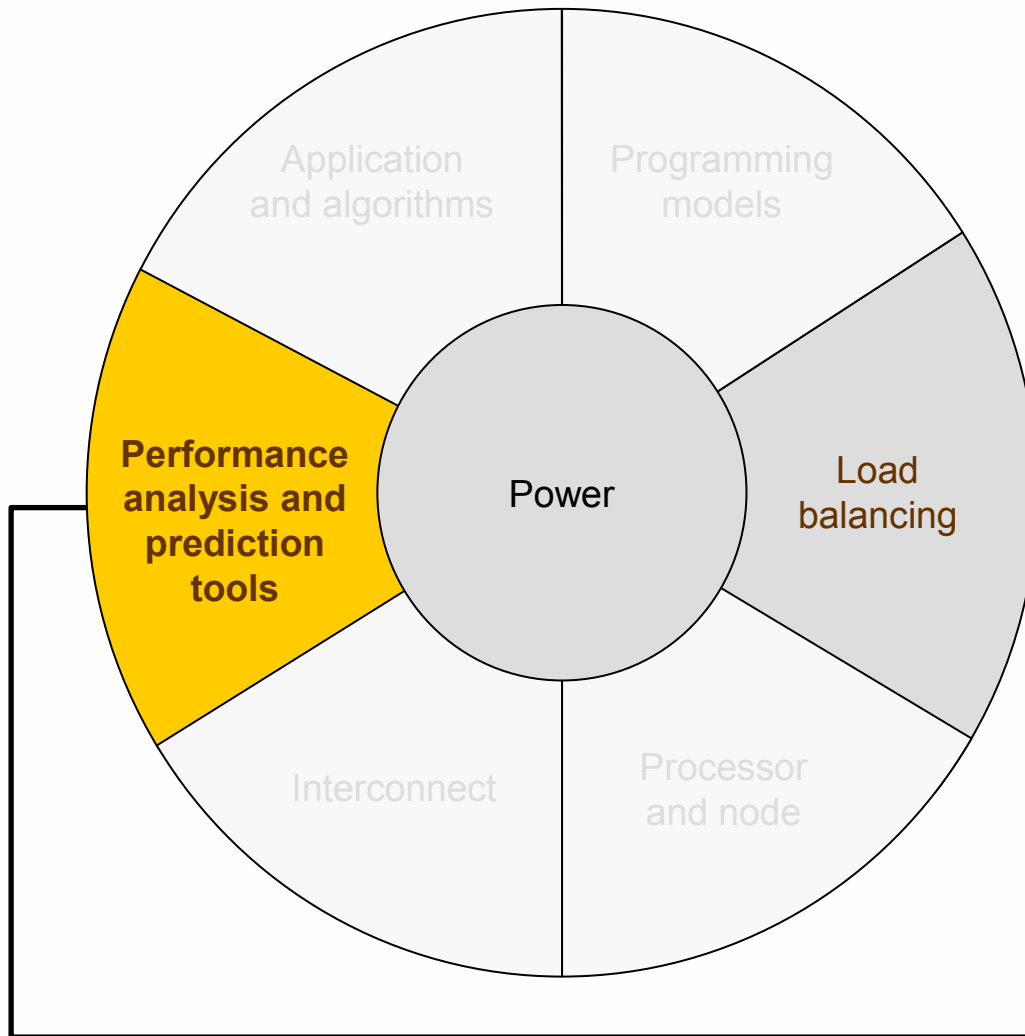 Application
and algorithms
Programming
models
Performance
analysis and
prediction
tools
Power
Load
balancing
Interconnect
Processor
and node